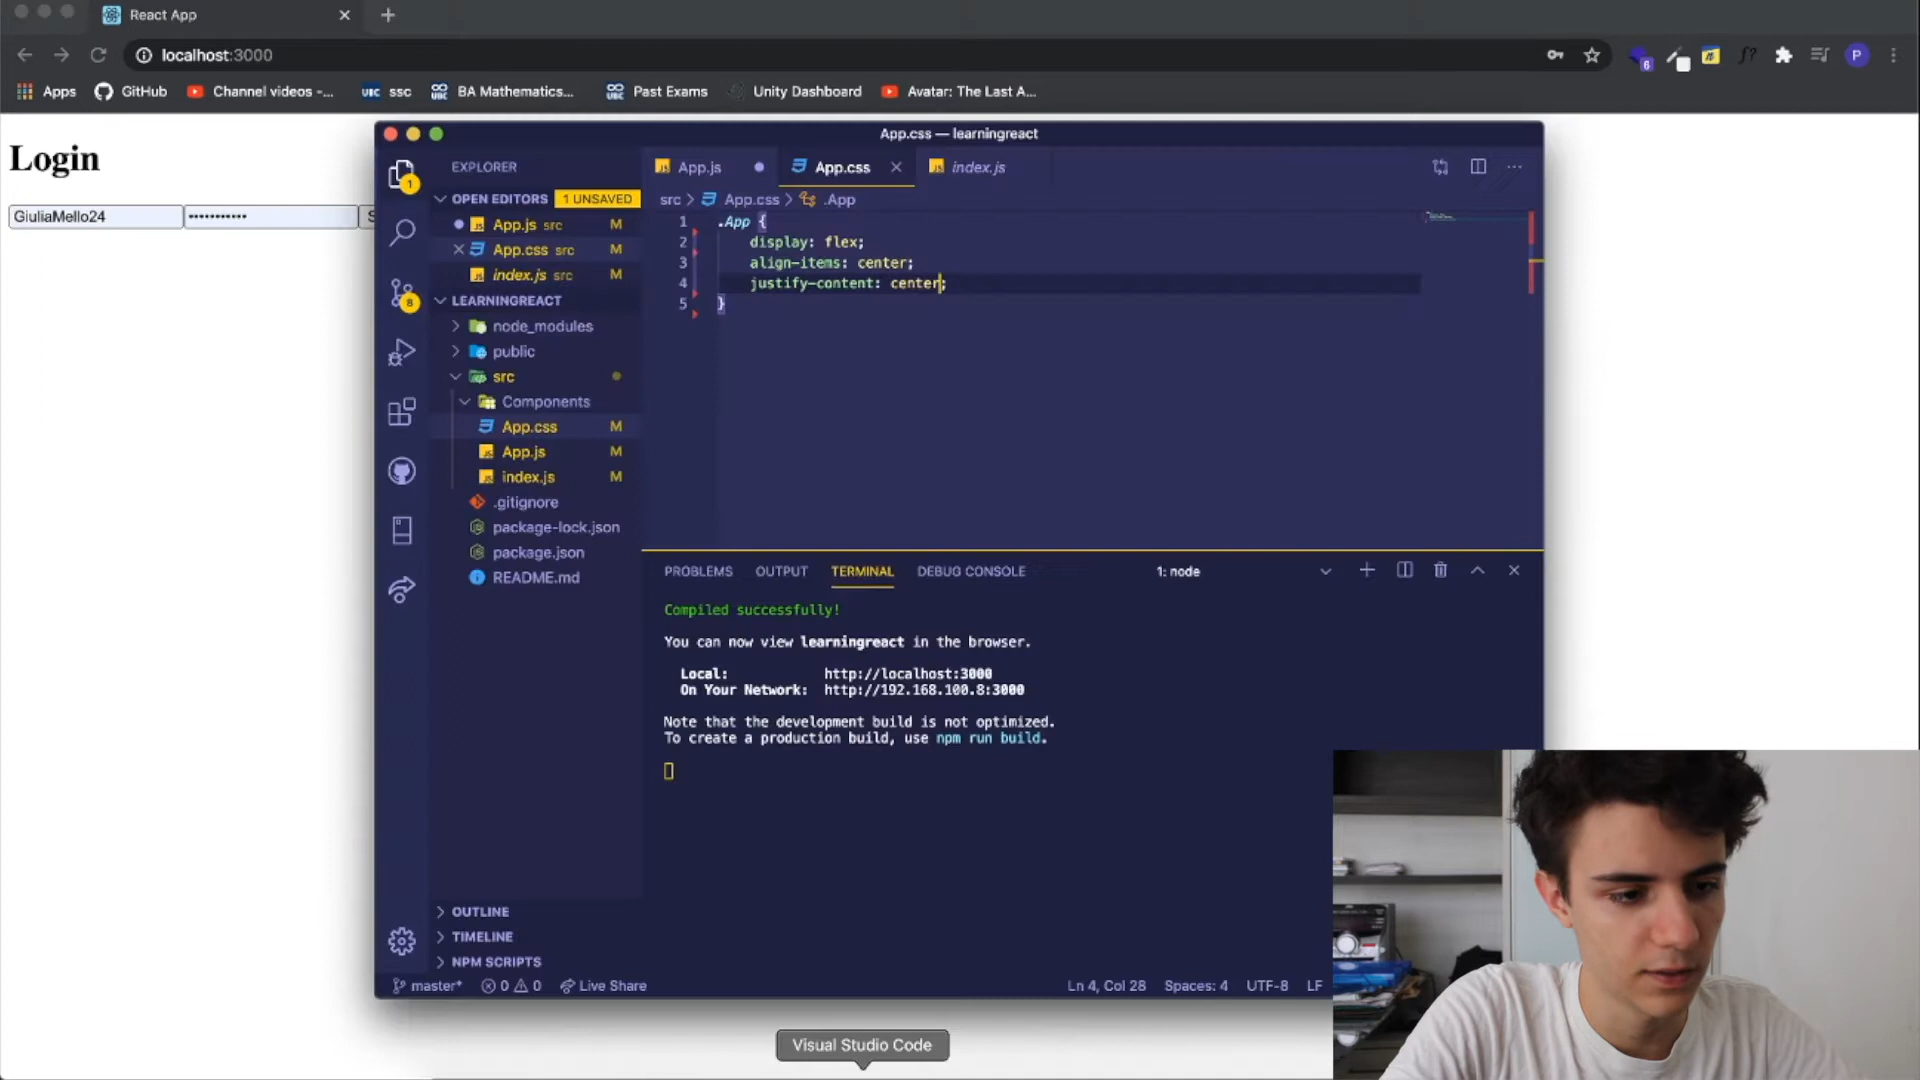 React App
localhost:3000
6
P
Apps GitHub Channel videos -... UBC ssc UBC BA Mathematics... UBC Past Exams Unity Dashboard Avatar: The Last A...
Login
GiuliaMello24
App.css — learningreact
EXPLORER
OPEN EDITORS 1 UNSAVED
App.js src M
App.css src M
index.js src M
LEARNINGREACT
node_modules
public
src
Components
App.css M
App.js M
index.js M
.gitignore
package-lock.json
package.json
README.md
OUTLINE
TIMELINE
NPM SCRIPTS
1
8
App.js App.css index.js
src > App.css > .App
1 .App {
2 display: flex;
3 align-items: center;
4 justify-content: center;
5 }
PROBLEMS OUTPUT TERMINAL DEBUG CONSOLE 1: node
Compiled successfully!
You can now view learningreact in the browser.
Local: http://localhost:3000
On Your Network: http://192.168.100.8:3000
Note that the development build is not optimized.
To create a production build, use npm run build.
master* 0 0 Live Share Ln 4, Col 28 Spaces: 4 UTF-8 LF
Visual Studio Code